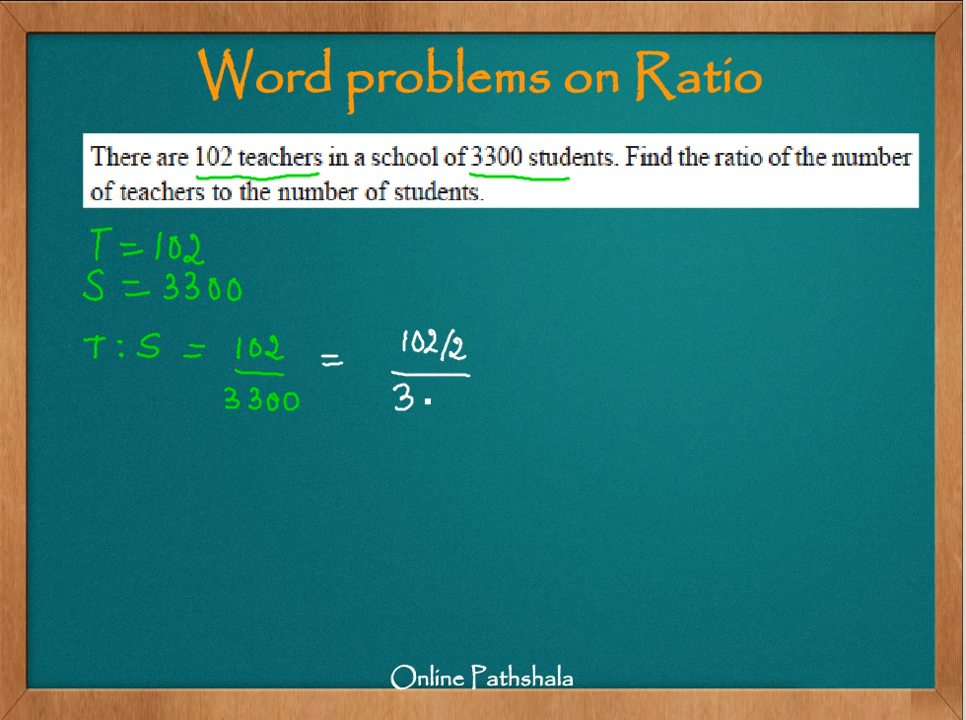 Word problems on Ratio
There are 102 teachers in a school of 3300 students. Find the ratio of the number
of teachers to the number of students.
T = 102
S = 3300
T : S = 102/3300 = 102/2 / 3
Online Pathshala